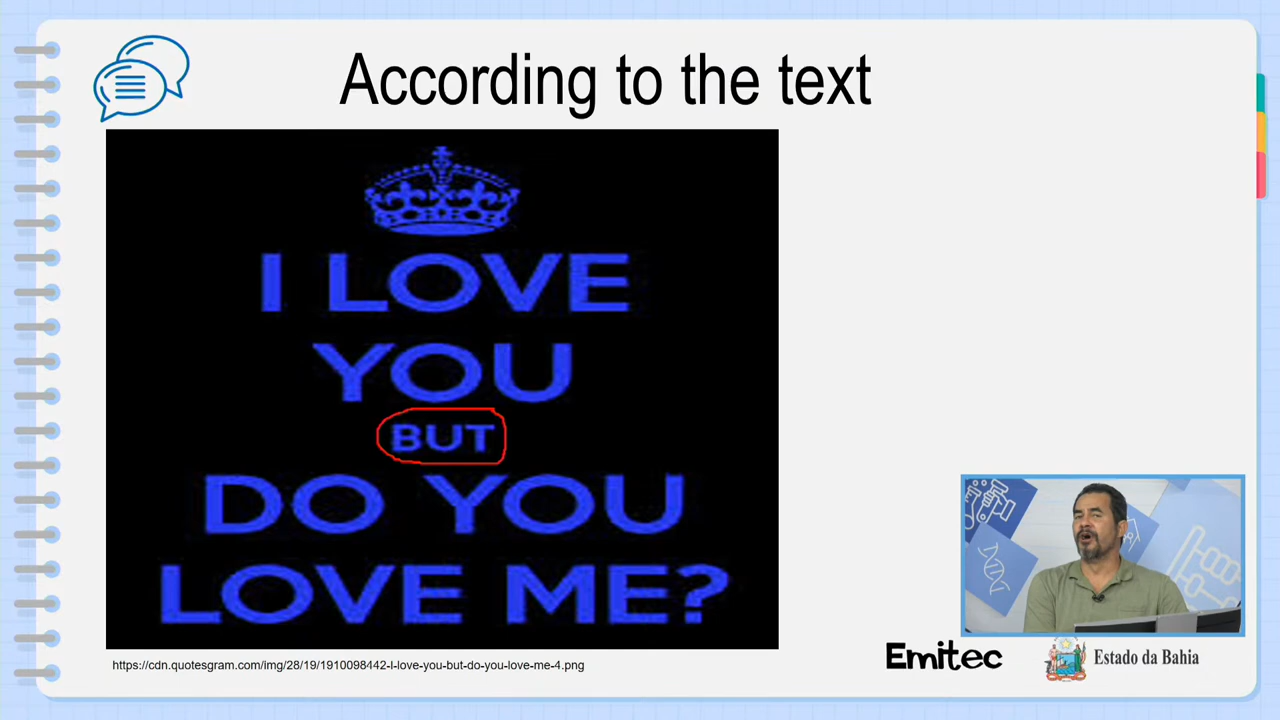 According to the text
I LOVE
YOU
BUT
DO YOU
LOVE ME?
https://cdn.quotesgram.com/img/28/19/1910098442-I-love-you-but-do-you-love-me-4.png
Emitec
Estado da Bahia